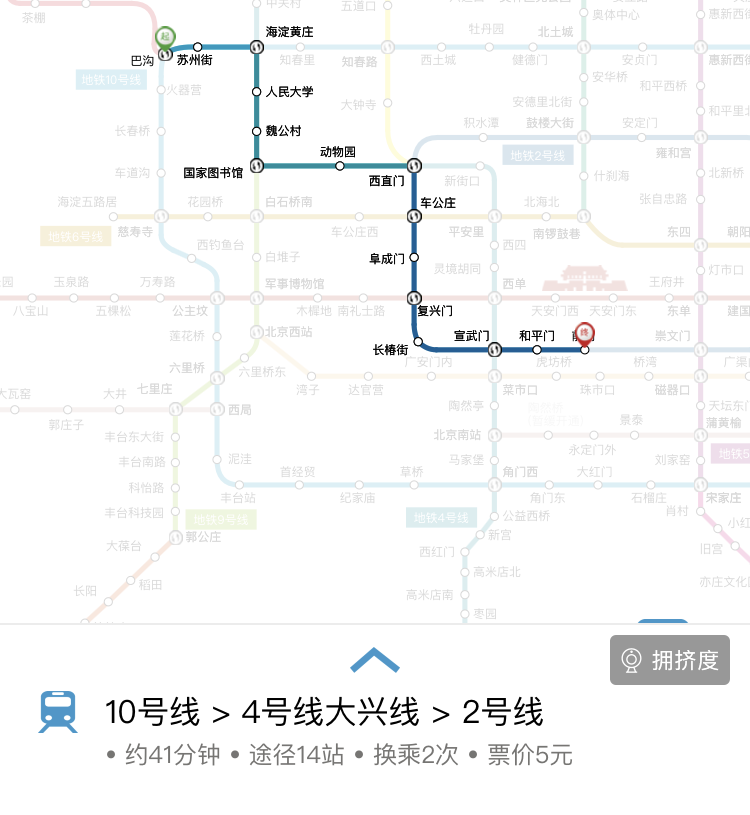 茶棚
中关村
五道口
奥体中心
惠新西街
起
巴沟
苏州街
海淀黄庄
知春里
知春路
西土城
牡丹园
健德门
北土城
安贞门
惠新西街
地铁10号线
火器营
人民大学
大钟寺
安华桥
和平西桥
安德里北街
和平里北
长春桥
魏公村
积水潭
鼓楼大街
安定门
雍和宫
动物园
地铁2号线
车道沟
国家图书馆
西直门
新街口
什刹海
北新桥
海淀五路居
花园桥
白石桥南
车公庄
北海北
张自忠路
地铁6号线
慈寿寺
车公庄西
平安里
南锣鼓巷
东四
朝阳
西钓鱼台
白堆子
阜成门
西四
灵境胡同
灯市口
玉泉路
万寿路
军事博物馆
西单
王府井
八宝山
五棵松
公主坟
木樨地
南礼士路
复兴门
天安门西
天安门东
东单
建国
莲花桥
北京西站
长椿街
宣武门
和平门
终
崇文门
六里桥
六里桥东
广安门内
虎坊桥
桥湾
广渠
大瓦窑
大井
七里庄
湾子
达官营
菜市口
珠市口
磁器口
郭庄子
西局
陶然亭
景泰
天坛东门
蒲黄榆
丰台东大街
北京南站
永定门外
地铁5
丰台南路
泥洼
首经贸
草桥
马家堡
角门西
大红门
刘家窑
科怡路
丰台站
纪家庙
角门东
石榴庄
宋家庄
丰台科技园
地铁9号线
地铁4号线
公益西桥
肖村
小红
大葆台
郭公庄
新宫
西红门
旧宫
长阳
稻田
高米店北
亦庄文化园
高米店南
枣园
拥挤度
10号线 > 4号线大兴线 > 2号线
• 约41分钟 • 途径14站 • 换乘2次 • 票价5元